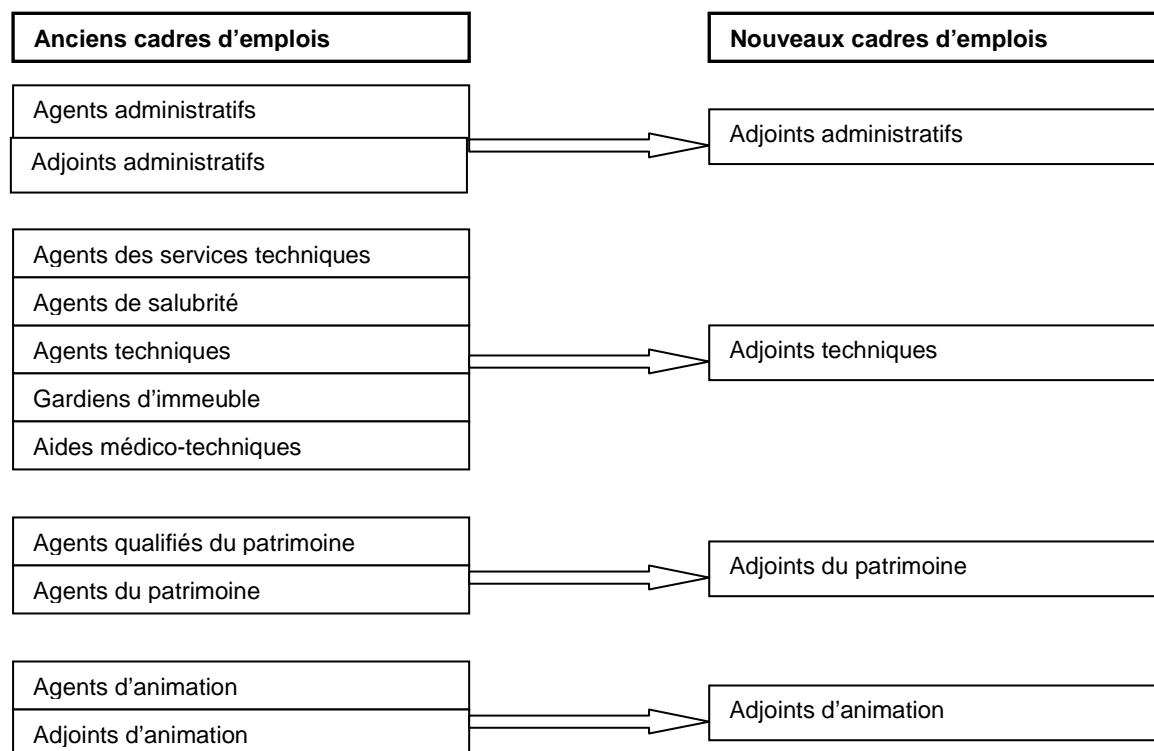 Anciens cadres d’emplois
Nouveaux cadres d’emplois
Agents administratifs
Adjoints administratifs
Adjoints administratifs
Agents des services techniques
Agents de salubrité
Agents techniques
Gardiens d’immeuble
Aides médico-techniques
Adjoints techniques
Agents qualifiés du patrimoine
Agents du patrimoine
Adjoints du patrimoine
Agents d’animation
Adjoints d’animation
Adjoints d’animation